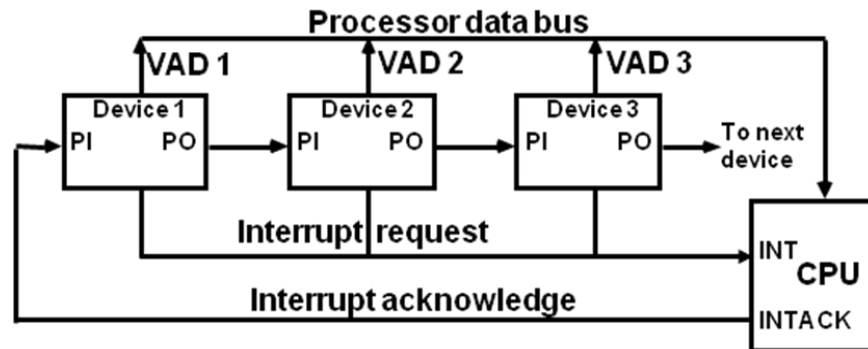 Processor data bus
VAD 1 VAD 2 VAD 3
Device 1 Device 2 Device 3
PI PO PI PO PI PO
To next
device
Interrupt request
INT
CPU
Interrupt acknowledge
INTACK